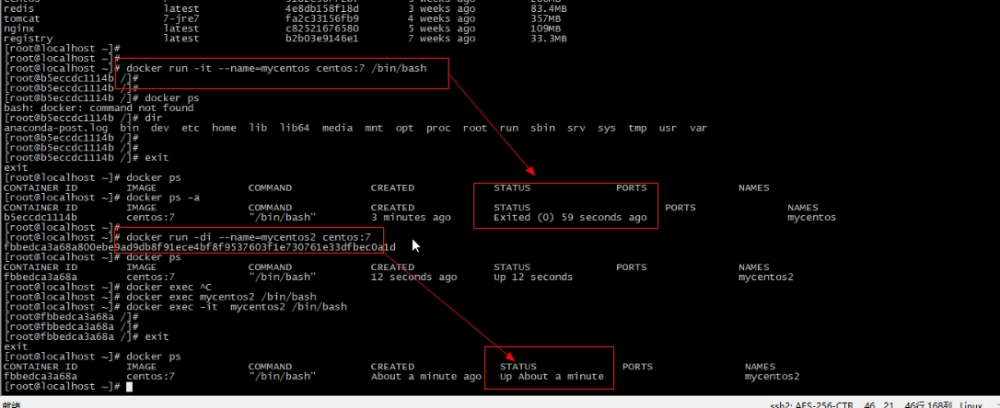 redis latest 4e8db158f18d 3 weeks ago 83.4MB
tomcat 7-jre7 fa2c33156fb9 4 weeks ago 357MB
nginx latest c82521676580 5 weeks ago 109MB
registry latest b2b03e9146e1 7 weeks ago 33.3MB
[root@localhost ~]#
[root@localhost ~]#
[root@localhost ~]# docker run -it --name=mycentos centos:7 /bin/bash
[root@b5eccdc1114b /]#
[root@b5eccdc1114b /]#
[root@b5eccdc1114b /]# docker ps
bash: docker: command not found
[root@b5eccdc1114b /]# dir
anaconda-post.log bin dev etc home lib lib64 media mnt opt proc root run sbin srv sys tmp usr var
[root@b5eccdc1114b /]#
[root@b5eccdc1114b /]#
[root@b5eccdc1114b /]# exit
exit
[root@localhost ~]# docker ps
CONTAINER ID IMAGE COMMAND CREATED STATUS PORTS NAMES
[root@localhost ~]# docker ps -a
CONTAINER ID IMAGE COMMAND CREATED STATUS PORTS NAMES
b5eccdc1114b centos:7 "/bin/bash" 3 minutes ago Exited (0) 59 seconds ago mycentos
[root@localhost ~]#
[root@localhost ~]# docker run -di --name=mycentos2 centos:7
fbbedca3a68a800ebe9ad9db8f91ece4bf8f9537603f1e730761e33dfbec0a1d
[root@localhost ~]# docker ps
CONTAINER ID IMAGE COMMAND CREATED STATUS PORTS NAMES
fbbedca3a68a centos:7 "/bin/bash" 12 seconds ago Up 12 seconds mycentos2
[root@localhost ~]# docker exec ^C
[root@localhost ~]# docker exec mycentos2 /bin/bash
[root@localhost ~]# docker exec -it mycentos2 /bin/bash
[root@fbbedca3a68a /]#
[root@fbbedca3a68a /]#
[root@fbbedca3a68a /]# exit
exit
[root@localhost ~]# docker ps
CONTAINER ID IMAGE COMMAND CREATED STATUS PORTS NAMES
fbbedca3a68a centos:7 "/bin/bash" About a minute ago Up About a minute mycentos2
[root@localhost ~]#
就绪 ssh2: AES-256-CTR 46, 21 46行,168列 Linux